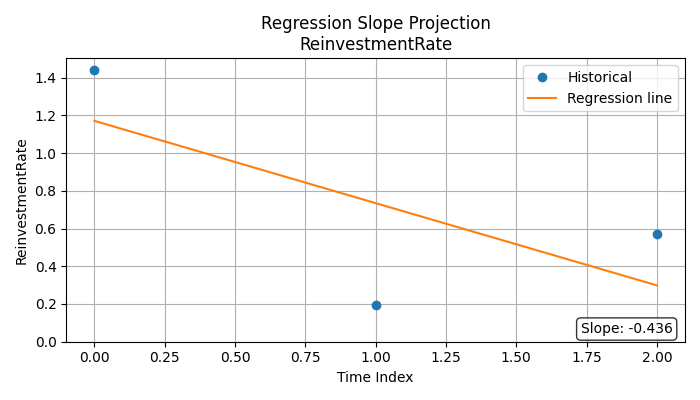 Regression Slope Projection
ReinvestmentRate
ReinvestmentRate
1.4
1.2
1.0
0.8
0.6
0.4
0.2
0.0
Historical
Regression line
Slope: -0.436
0.00 0.25 0.50 0.75 1.00 1.25 1.50 1.75 2.00
Time Index